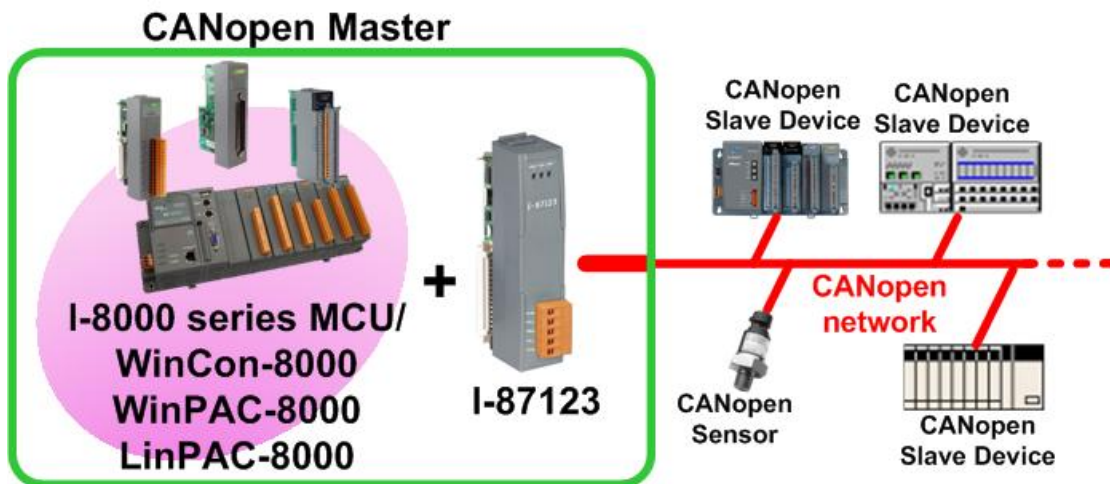 CANopen Master
I-8000 series MCU/
WinCon-8000
WinPAC-8000
LinPAC-8000
+
I-87123
I-87123
CANopen
Slave Device
CANopen
Slave Device
CANopen
network
CANopen
Sensor
CANopen
Slave Device